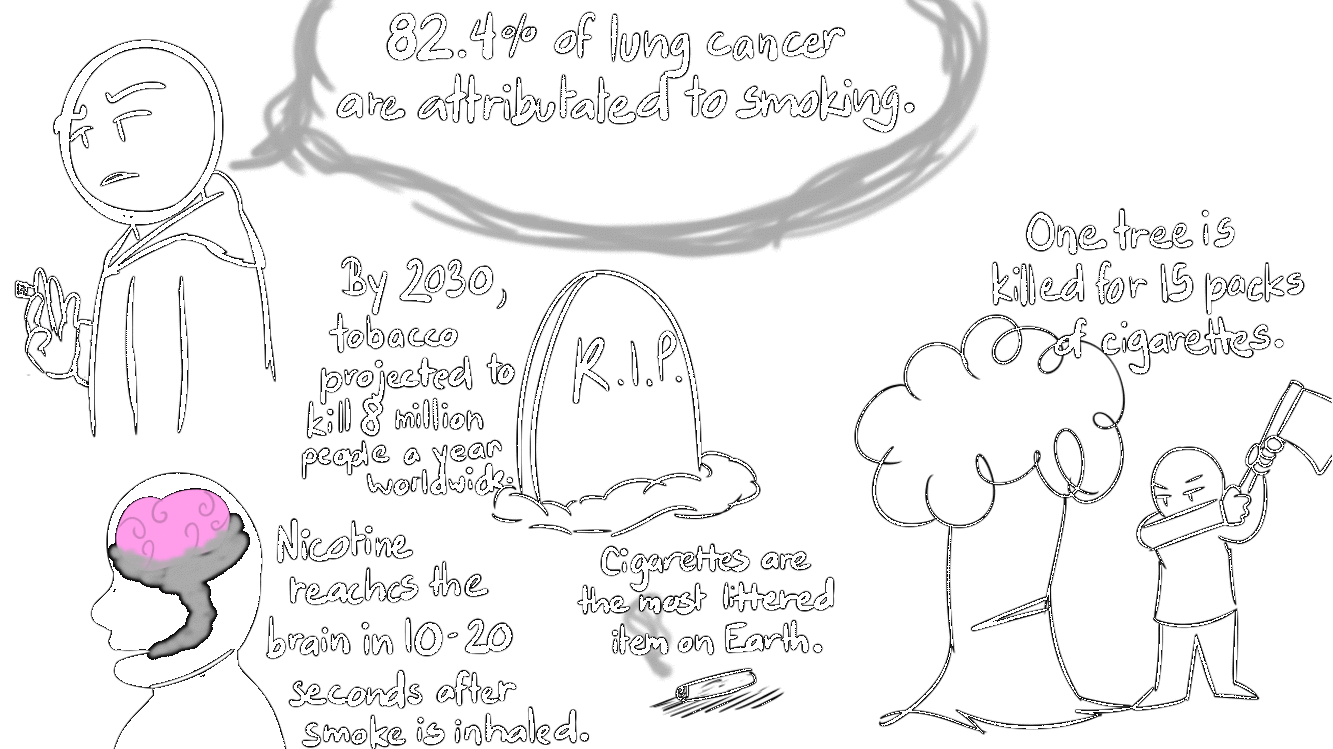 82.4% of lung cancer
are attributated to smoking.
By 2030,
tobacco
projected to
kill 8 million
people a year
worldwide.
R.I.P.
One tree is
killed for 15 packs
of cigarettes.
Nicotine
reaches the
brain in 10-20
seconds after
smoke is inhaled.
Cigarettes are
the most littered
item on Earth.